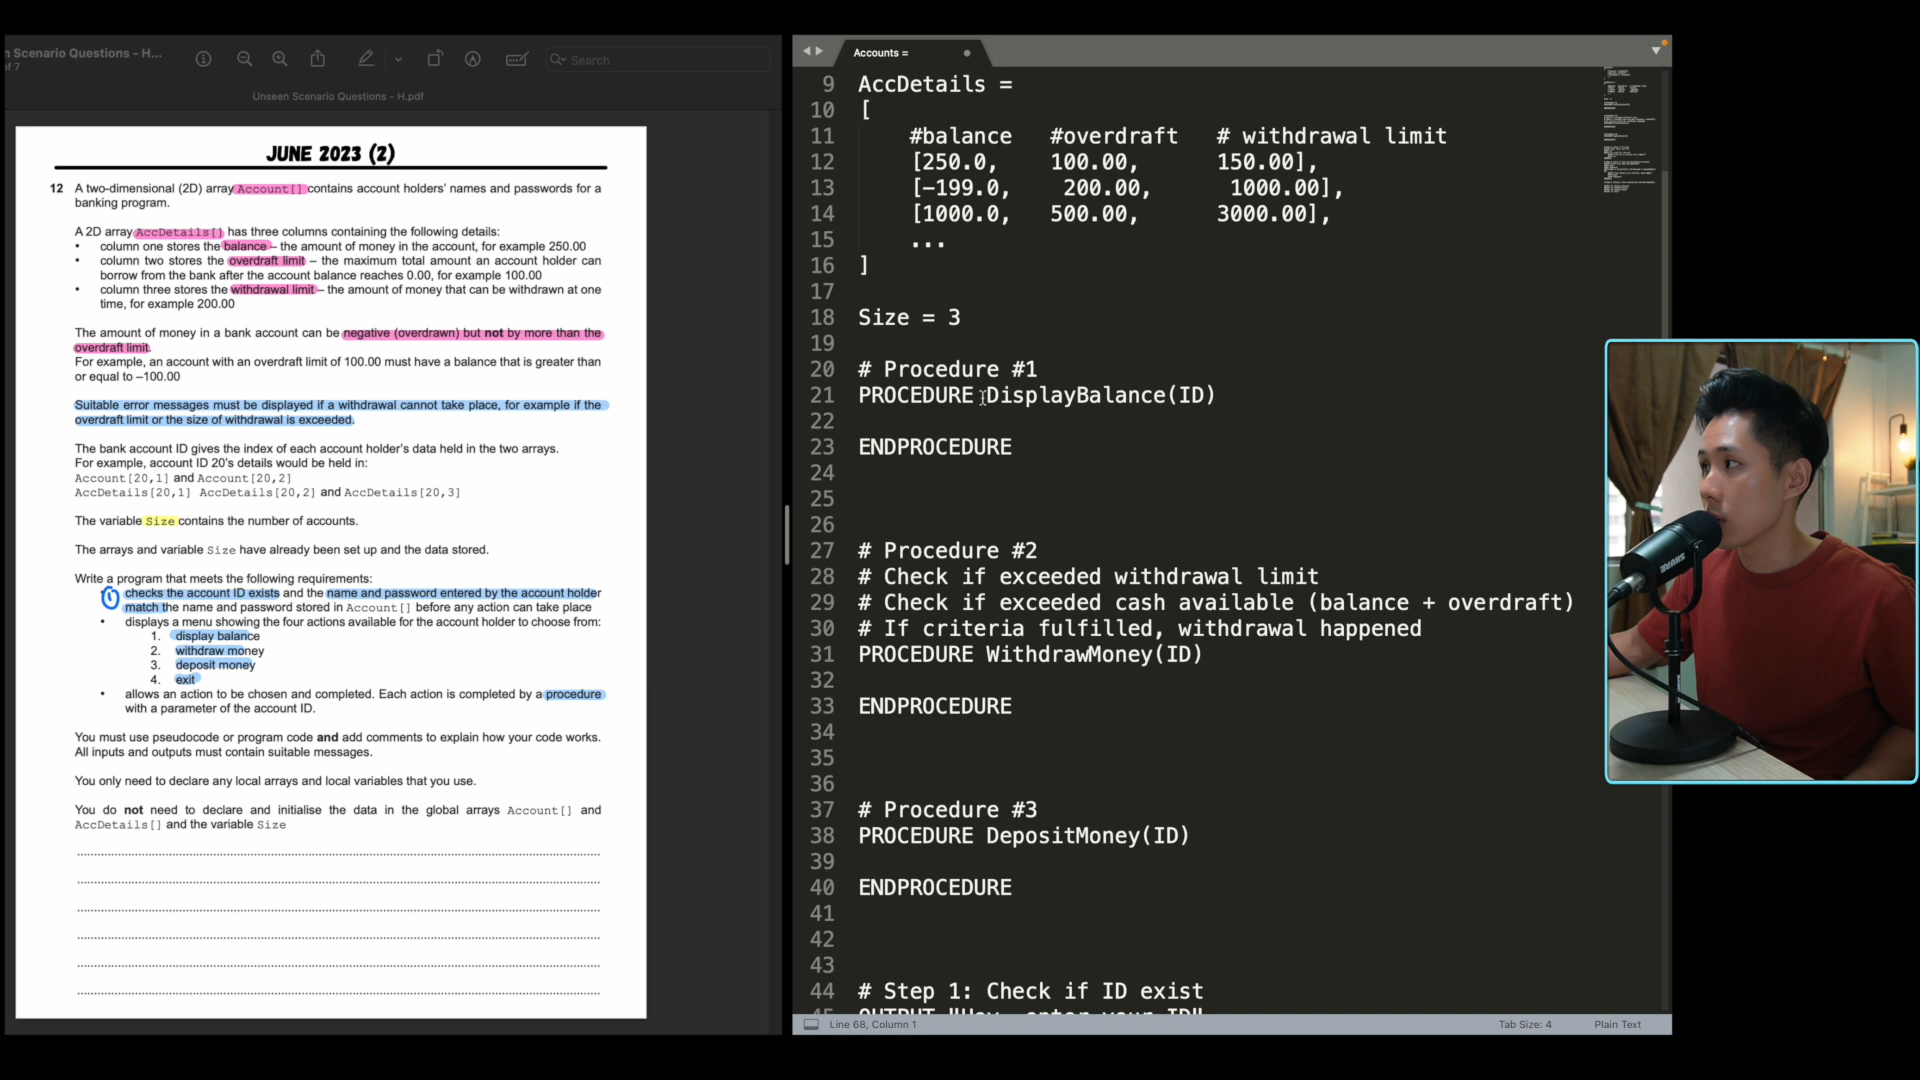 n Scenario Questions - H...
of 7
Search
Unseen Scenario Questions - H.pdf
JUNE 2023 (2)
12 A two-dimensional (2D) array Account[] contains account holders' names and passwords for a
banking program.
A 2D array AccDetails[] has three columns containing the following details:
• column one stores the balance – the amount of money in the account, for example 250.00
• column two stores the overdraft limit – the maximum total amount an account holder can
borrow from the bank after the account balance reaches 0.00, for example 100.00
• column three stores the withdrawal limit – the amount of money that can be withdrawn at one
time, for example 200.00
The amount of money in a bank account can be negative (overdrawn) but not by more than the
overdraft limit.
For example, an account with an overdraft limit of 100.00 must have a balance that is greater than
or equal to –100.00
Suitable error messages must be displayed if a withdrawal cannot take place, for example if the
overdraft limit or the size of withdrawal is exceeded.
The bank account ID gives the index of each account holder's data held in the two arrays.
For example, account ID 20's details would be held in:
Account[20,1] and Account[20,2]
AccDetails[20,1] AccDetails[20,2] and AccDetails[20,3]
The variable Size contains the number of accounts.
The arrays and variable Size have already been set up and the data stored.
Write a program that meets the following requirements:
checks the account ID exists and the name and password entered by the account holder
match the name and password stored in Account[] before any action can take place
• displays a menu showing the four actions available for the account holder to choose from:
1. display balance
2. withdraw money
3. deposit money
4. exit
• allows an action to be chosen and completed. Each action is completed by a procedure
with a parameter of the account ID.
You must use pseudocode or program code and add comments to explain how your code works.
All inputs and outputs must contain suitable messages.
You only need to declare any local arrays and local variables that you use.
You do not need to declare and initialise the data in the global arrays Account[] and
AccDetails[] and the variable Size
Accounts =
9 AccDetails =
10 [
11 #balance #overdraft # withdrawal limit
12 [250.0, 100.00, 150.00],
13 [-199.0, 200.00, 1000.00],
14 [1000.0, 500.00, 3000.00],
15 ...
16 ]
17
18 Size = 3
19
20 # Procedure #1
21 PROCEDURE DisplayBalance(ID)
22
23 ENDPROCEDURE
24
25
26
27 # Procedure #2
28 # Check if exceeded withdrawal limit
29 # Check if exceeded cash available (balance + overdraft)
30 # If criteria fulfilled, withdrawal happened
31 PROCEDURE WithdrawMoney(ID)
32
33 ENDPROCEDURE
34
35
36
37 # Procedure #3
38 PROCEDURE DepositMoney(ID)
39
40 ENDPROCEDURE
41
42
43
44 # Step 1: Check if ID exist
45 OUTPUT "Hey, enter your ID"
Line 68, Column 1
Tab Size: 4
Plain Text
SHURE